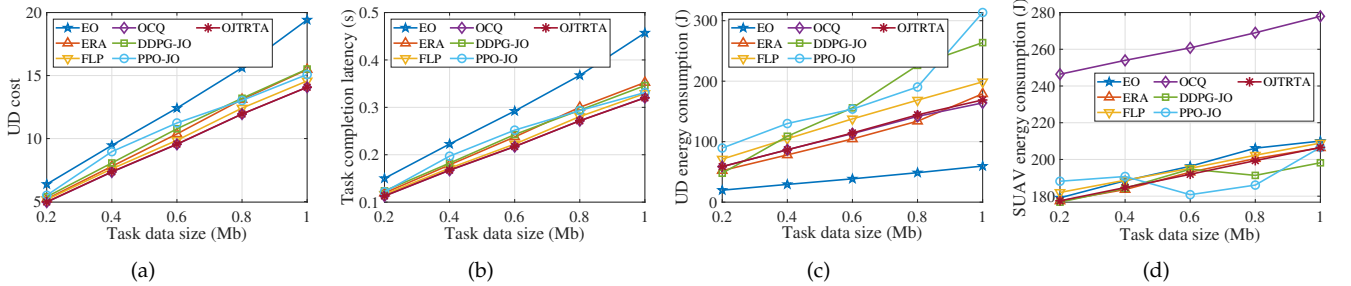 UD cost
20
15
10
5
EO
ERA
FLP
OCQ
DDPG-JO
PPO-JO
OJTRTA
0.2 0.4 0.6 0.8 1
Task data size (Mb)
(a)
Task completion latency (s)
0.5
0.4
0.3
0.2
0.1
EO
ERA
FLP
OCQ
DDPG-JO
PPO-JO
OJTRTA
0.2 0.4 0.6 0.8 1
Task data size (Mb)
(b)
UD energy consumption (J)
300
200
100
0
EO
ERA
FLP
OCQ
DDPG-JO
PPO-JO
OJTRTA
0.2 0.4 0.6 0.8 1
Task data size (Mb)
(c)
SUAV energy consumption (J)
280
260
240
220
200
180
EO
ERA
FLP
OCQ
DDPG-JO
PPO-JO
OJTRTA
0.2 0.4 0.6 0.8 1
Task data size (Mb)
(d)